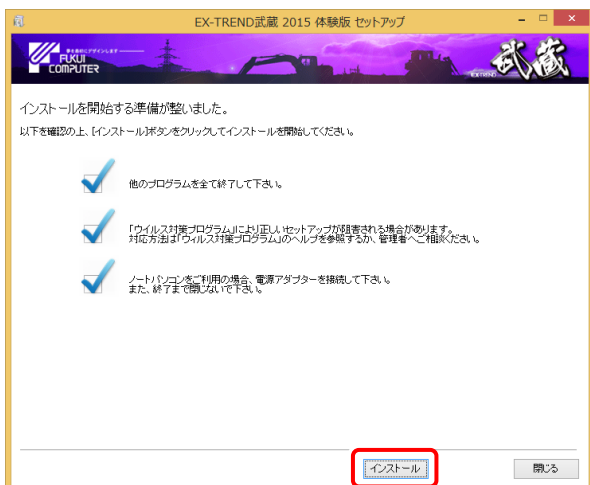 EX-TREND武蔵 2015 体験版 セットアップ
FUKUI
COMPUTER
EX-TREND
武蔵
インストールを開始する準備が整いました。
以下を確認の上、[インストール]ボタンをクリックしてインストールを開始してください。
他のプログラムを全て終了して下さい。
「ウイルス対策プログラム」により正しいセットアップが阻害される場合があります。
対応方法は「ウィルス対策プログラム」のヘルプを参照するか、管理者へご相談ください。
ノートパソコンをご利用の場合、電源アダプターを接続して下さい。
また、終了まで閉じないで下さい。
インストール
閉じる